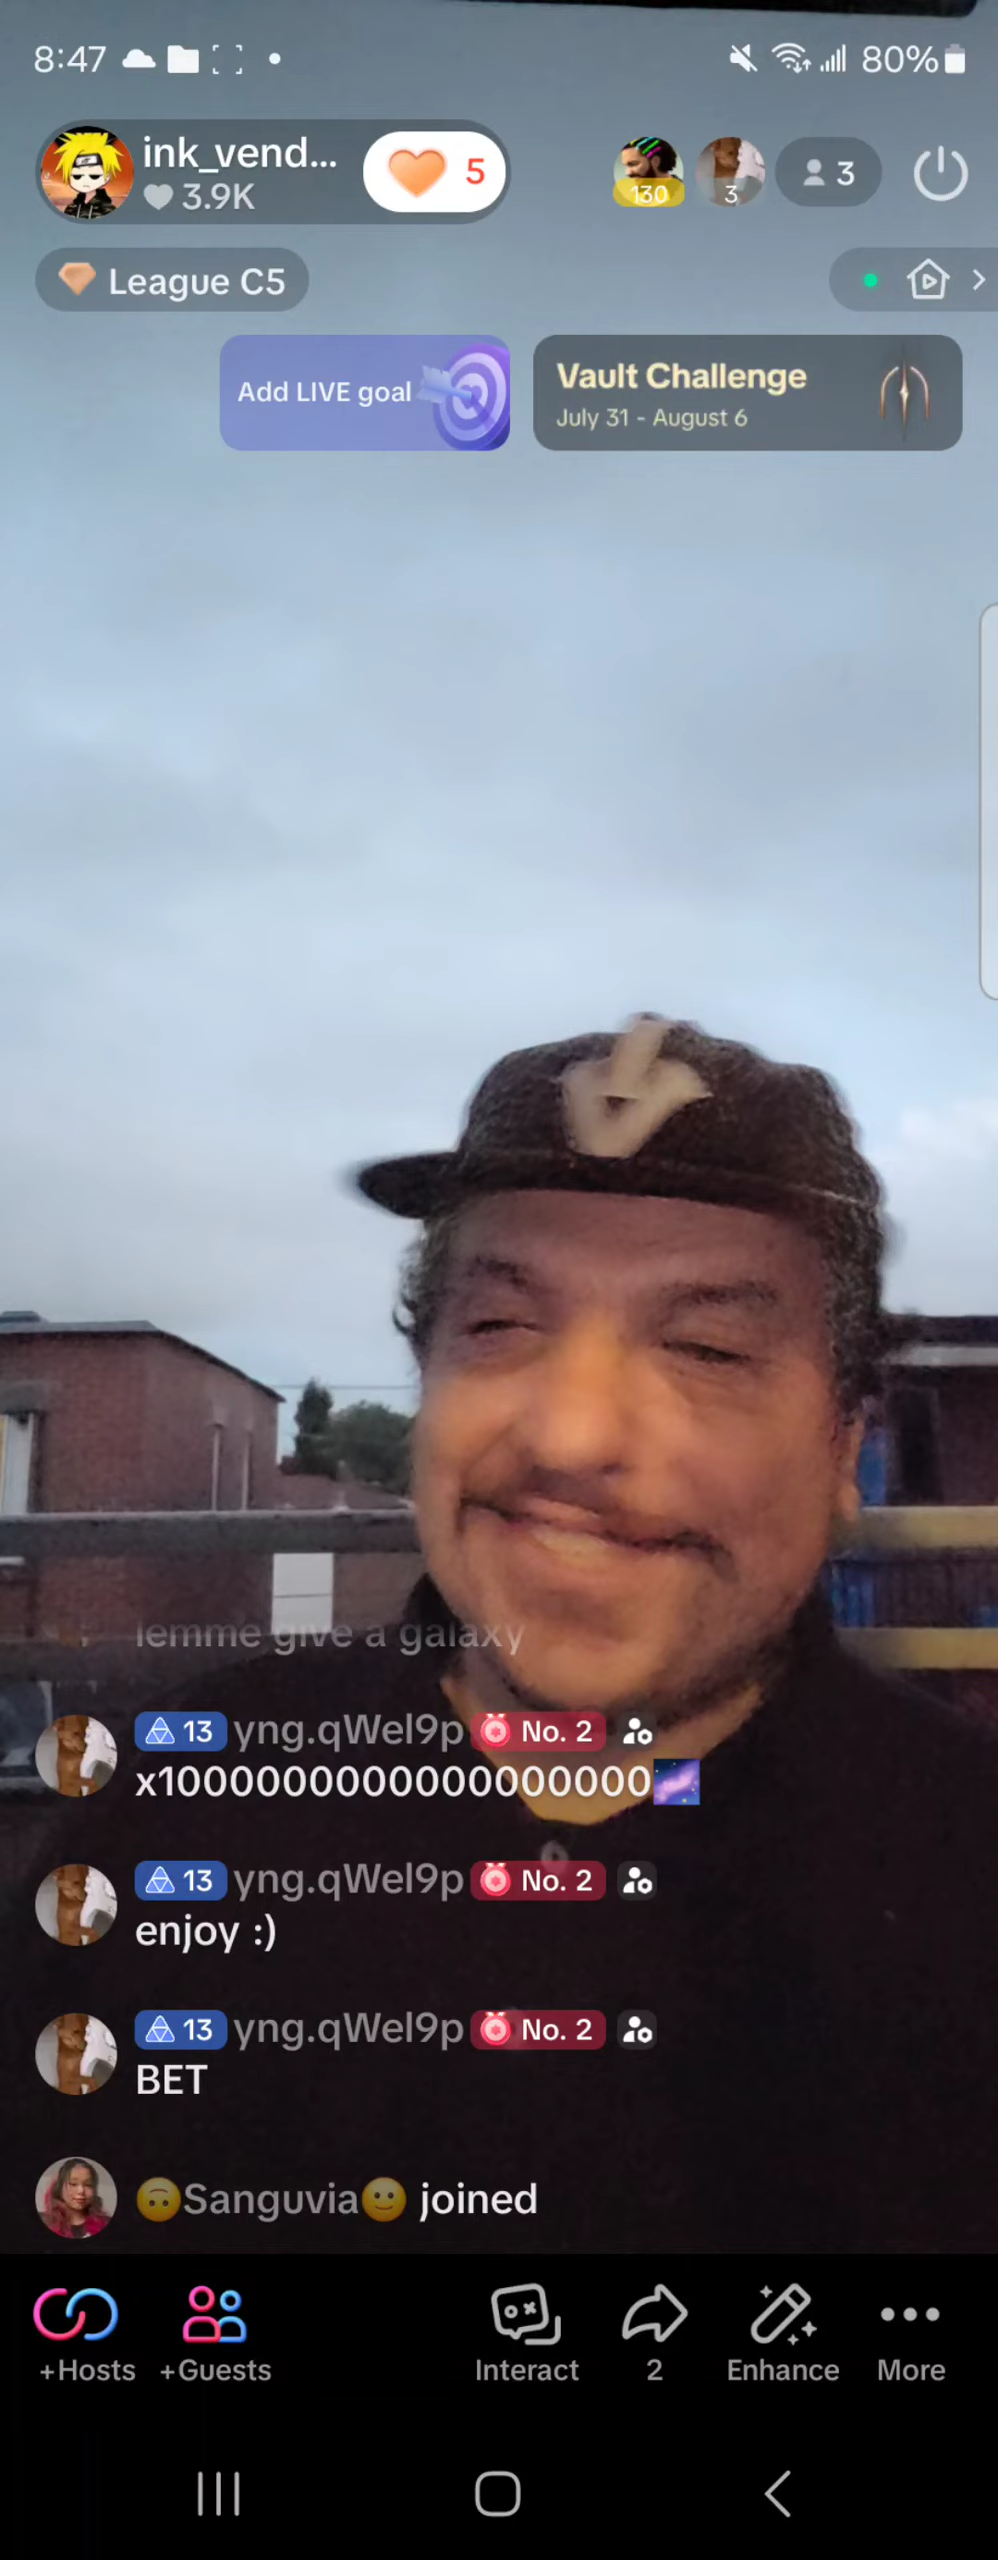 8:47
80%
ink_vend...
3.9K
5
130
3
3
League C5
Add LIVE goal
Vault Challenge
July 31 - August 6
lemme give a galaxy
13 yng.qWel9p No. 2
x10000000000000000000🌌
13 yng.qWel9p No. 2
enjoy :)
13 yng.qWel9p No. 2
BET
🙃Sanguvia🙂 joined
+Hosts
+Guests
Interact
2
Enhance
More